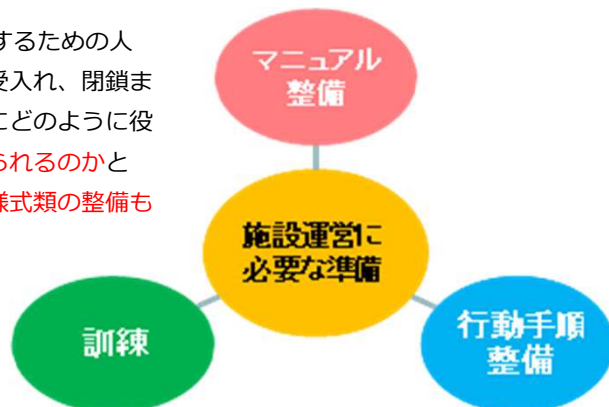 するための人
受入れ、閉鎖ま
にどのように役
られるのかと
様式類の整備も
マニュアル
整備
施設運営に
必要な準備
訓練
行動手順
整備